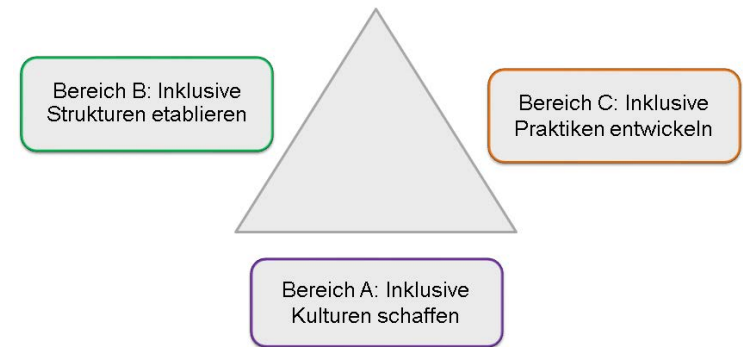 Bereich B: Inklusive
Strukturen etablieren
Bereich C: Inklusive
Praktiken entwickeln
Bereich A: Inklusive
Kulturen schaffen